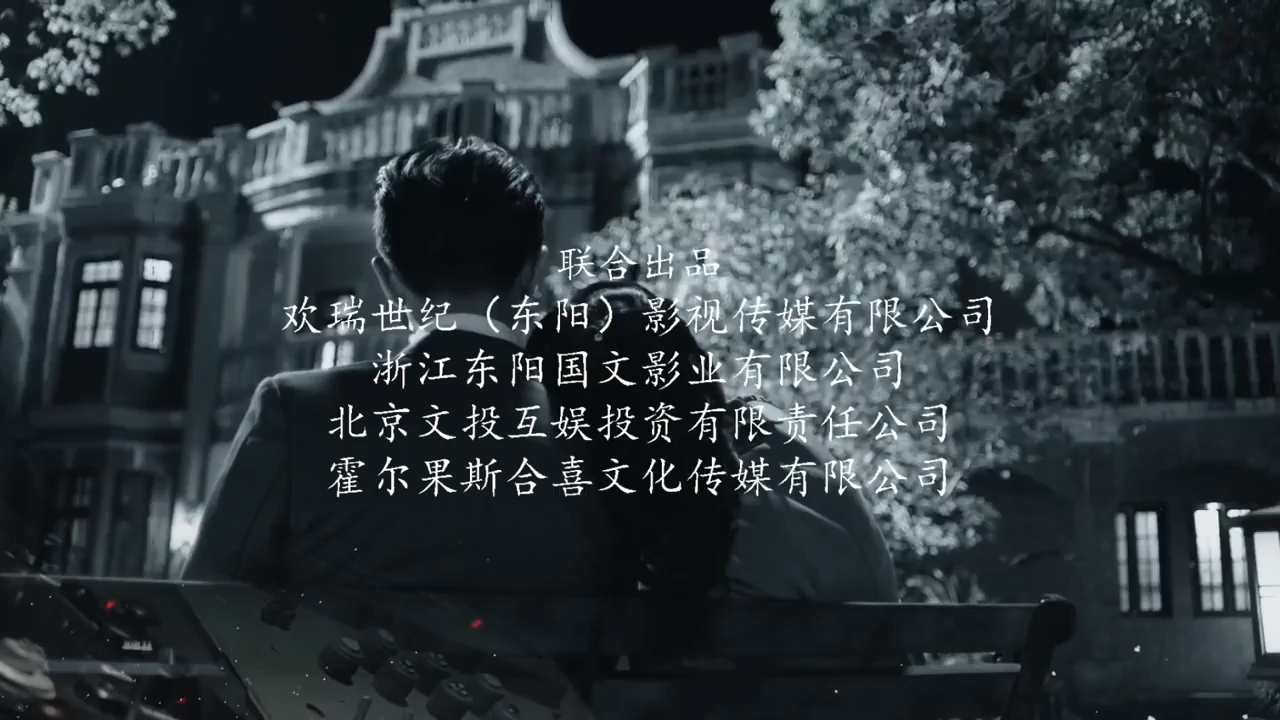 联合出品
欢瑞世纪（东阳）影视传媒有限公司
浙江东阳国文影业有限公司
北京文投互娱投资有限责任公司
霍尔果斯合喜文化传媒有限公司